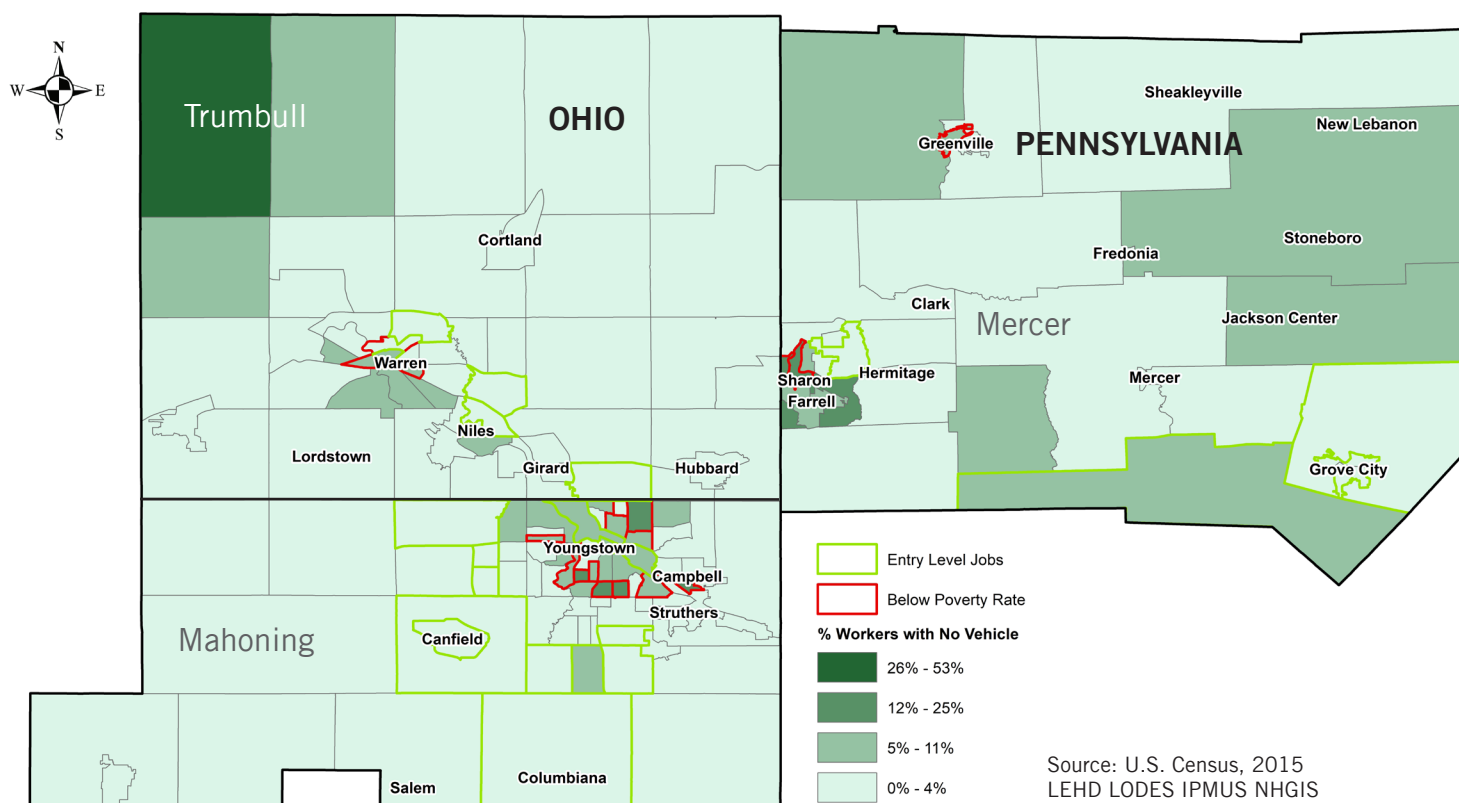 N
W E
S
Trumbull
OHIO
Sheakleyville
New Lebanon
Greenville
PENNSYLVANIA
Cortland
Stoneboro
Fredonia
Clark
Jackson Center
Mercer
Warren
Hermitage
Mercer
Sharon
Farrell
Niles
Lordstown
Girard
Hubbard
Grove City
Youngstown
Campbell
Struthers
Mahoning
Canfield
Salem
Columbiana
Entry Level Jobs
Below Poverty Rate
% Workers with No Vehicle
26% - 53%
12% - 25%
5% - 11%
0% - 4%
Source: U.S. Census, 2015
LEHD LODES IPMUS NHGIS